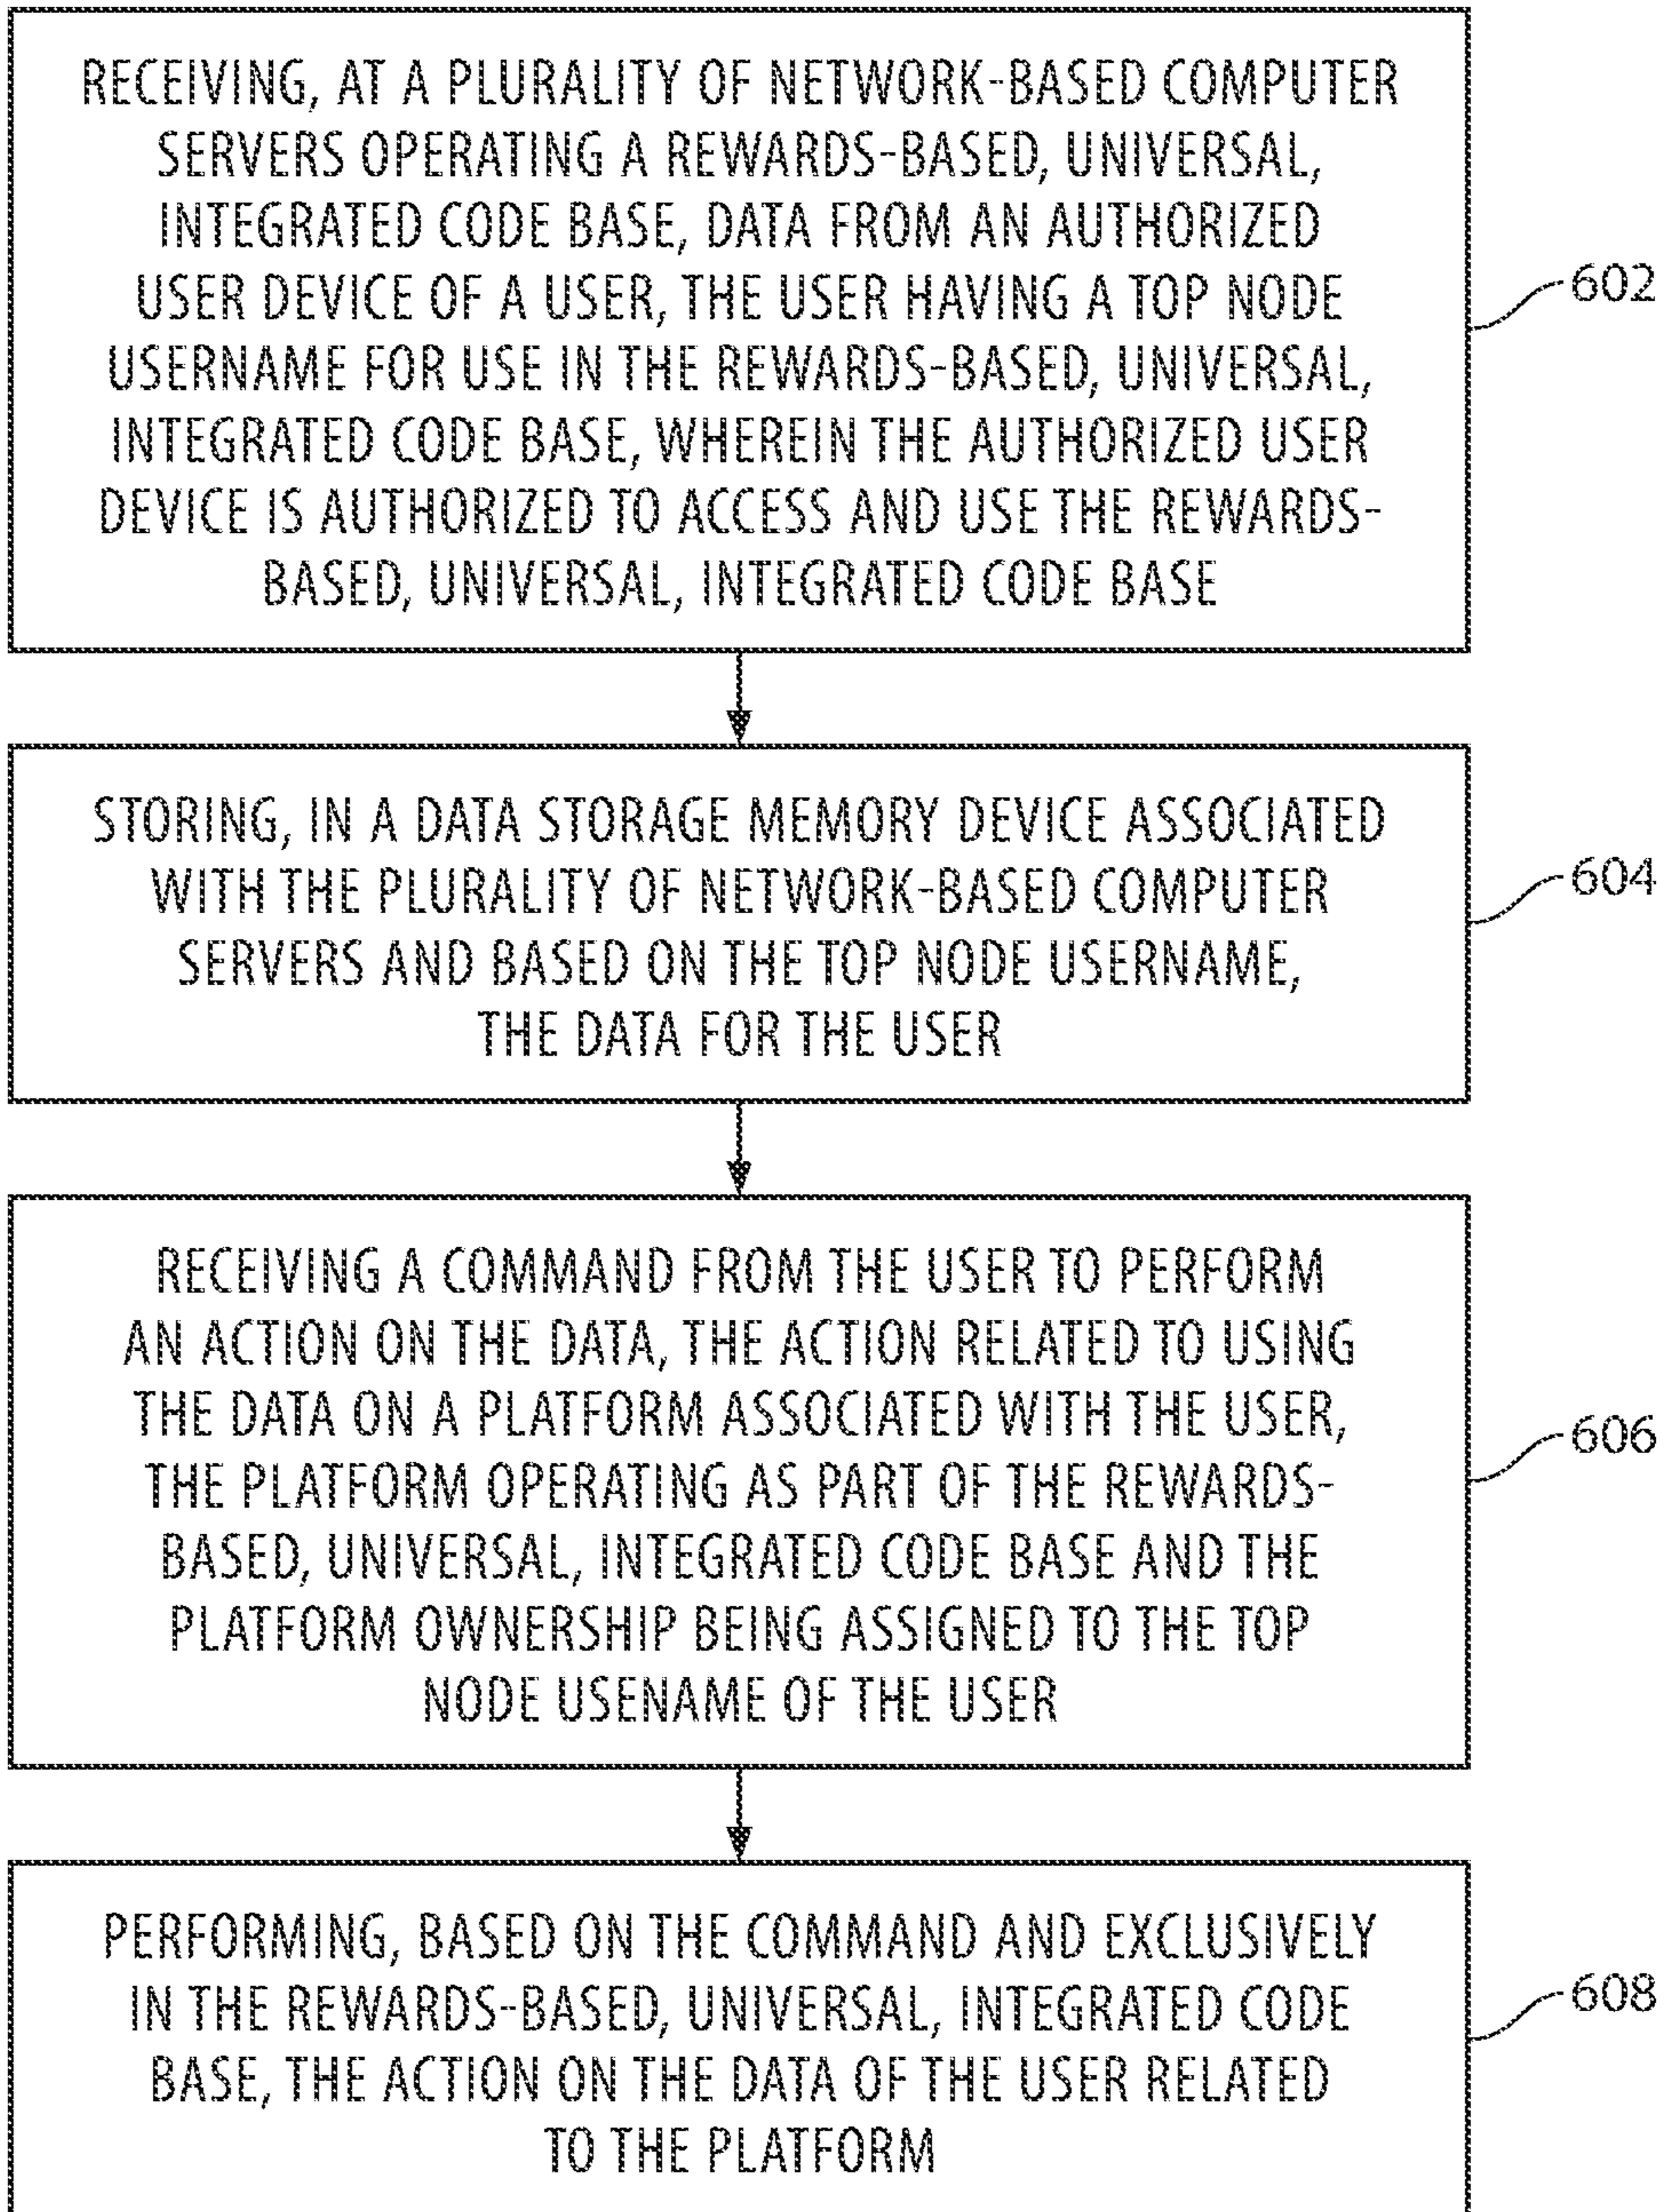 RECEIVING, AT A PLURALITY OF NETWORK-BASED COMPUTER
SERVERS OPERATING A REWARDS-BASED, UNIVERSAL,
INTEGRATED CODE BASE, DATA FROM AN AUTHORIZED
USER DEVICE OF A USER, THE USER HAVING A TOP NODE
USERNAME FOR USE IN THE REWARDS-BASED, UNIVERSAL,
INTEGRATED CODE BASE, WHEREIN THE AUTHORIZED USER
DEVICE IS AUTHORIZED TO ACCESS AND USE THE REWARDS-
BASED, UNIVERSAL, INTEGRATED CODE BASE
602
STORING, IN A DATA STORAGE MEMORY DEVICE ASSOCIATED
WITH THE PLURALITY OF NETWORK-BASED COMPUTER
SERVERS AND BASED ON THE TOP NODE USERNAME,
THE DATA FOR THE USER
604
RECEIVING A COMMAND FROM THE USER TO PERFORM
AN ACTION ON THE DATA, THE ACTION RELATED TO USING
THE DATA ON A PLATFORM ASSOCIATED WITH THE USER,
THE PLATFORM OPERATING AS PART OF THE REWARDS-
BASED, UNIVERSAL, INTEGRATED CODE BASE AND THE
PLATFORM OWNERSHIP BEING ASSIGNED TO THE TOP
NODE USENAME OF THE USER
606
PERFORMING, BASED ON THE COMMAND AND EXCLUSIVELY
IN THE REWARDS-BASED, UNIVERSAL, INTEGRATED CODE
BASE, THE ACTION ON THE DATA OF THE USER RELATED
TO THE PLATFORM
608